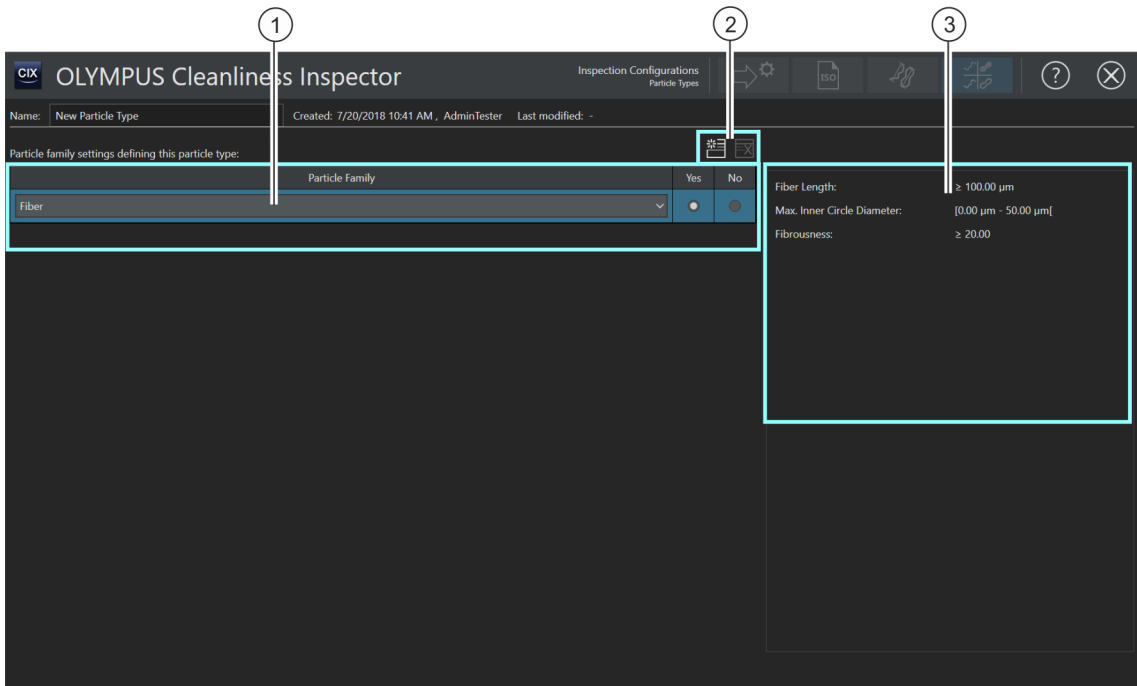 1 2 3
CIX OLYMPUS Cleanliness Inspector Inspection Configurations
Particle Types
ISO ?
Name: New Particle Type Created: 7/20/2018 10:41 AM , AdminTester Last modified: -
Particle family settings defining this particle type:
Particle Family Yes No
Fiber
Fiber Length: ≥ 100.00 µm
Max. Inner Circle Diameter: [0.00 µm - 50.00 µm[
Fibrousness: ≥ 20.00